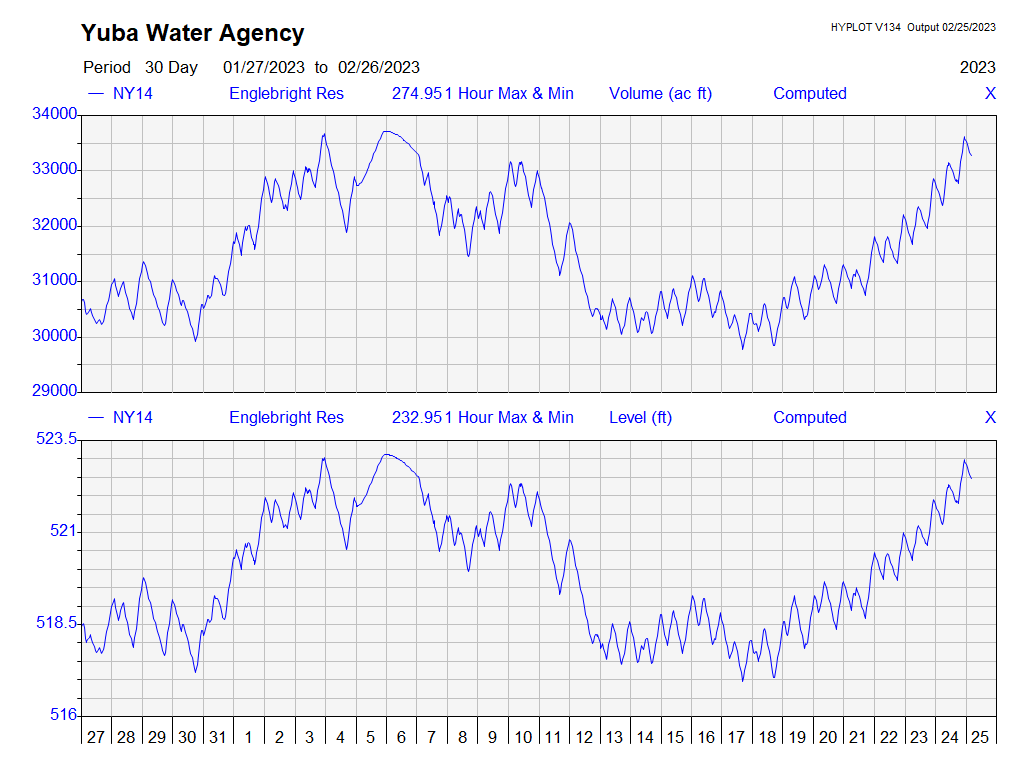 Yuba Water Agency
HYPLOT V134 Output 02/25/2023
Period 30 Day 01/27/2023 to 02/26/2023 2023
NY14 Englebright Res 274.951 Hour Max & Min Volume (ac ft) Computed X
34000
33000
32000
31000
30000
29000
NY14 Englebright Res 232.951 Hour Max & Min Level (ft) Computed X
523.5
521
518.5
516
27 28 29 30 31 1 2 3 4 5 6 7 8 9 10 11 12 13 14 15 16 17 18 19 20 21 22 23 24 25